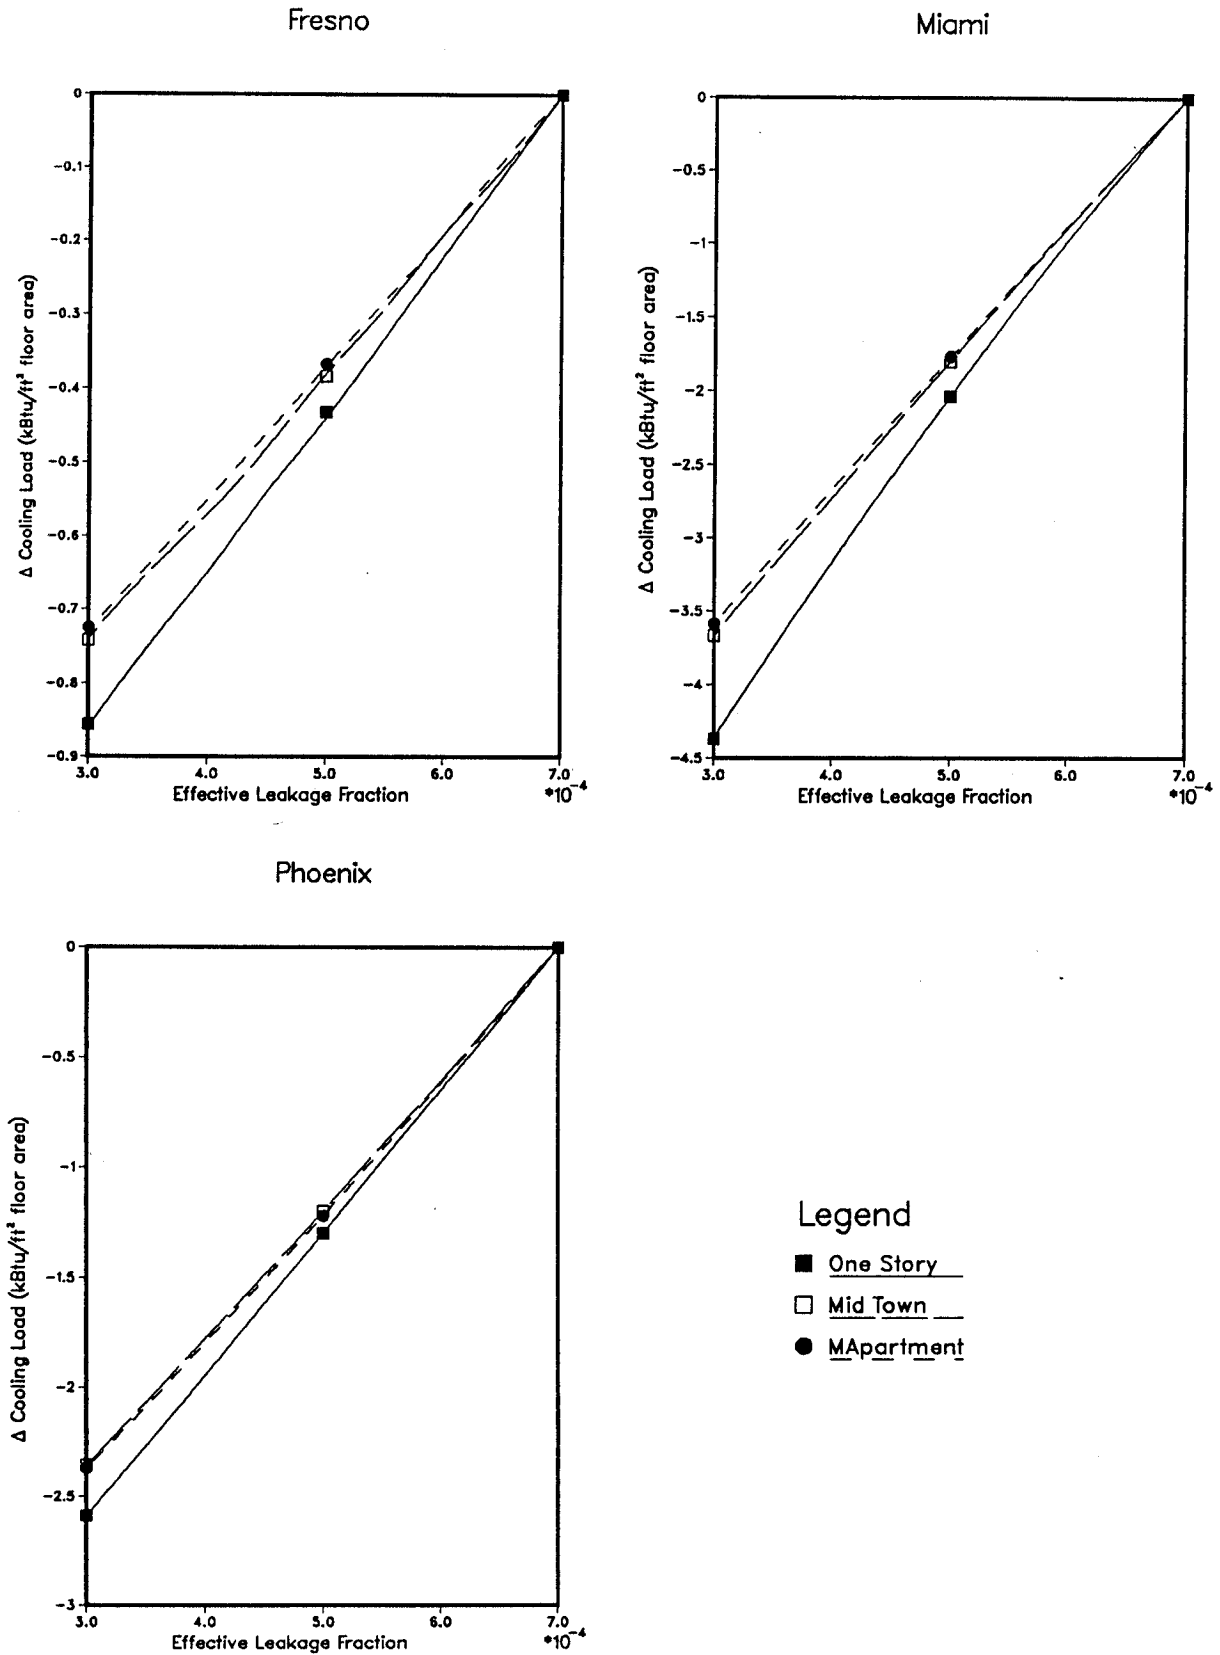 Fresno
0
-0.1
-0.2
-0.3
-0.4
-0.5
-0.6
-0.7
-0.8
-0.9
Δ Cooling Load (kBtu/ft² floor area)
3.0 4.0 5.0 6.0 7.0
Effective Leakage Fraction *10⁻⁴
Miami
0
-0.5
-1
-1.5
-2
-2.5
-3
-3.5
-4
-4.5
Δ Cooling Load (kBtu/ft² floor area)
3.0 4.0 5.0 6.0 7.0
Effective Leakage Fraction *10⁻⁴
Phoenix
0
-0.5
-1
-1.5
-2
-2.5
-3
Δ Cooling Load (kBtu/ft² floor area)
3.0 4.0 5.0 6.0 7.0
Effective Leakage Fraction *10⁻⁴
Legend
One Story
Mid Town
MApartment